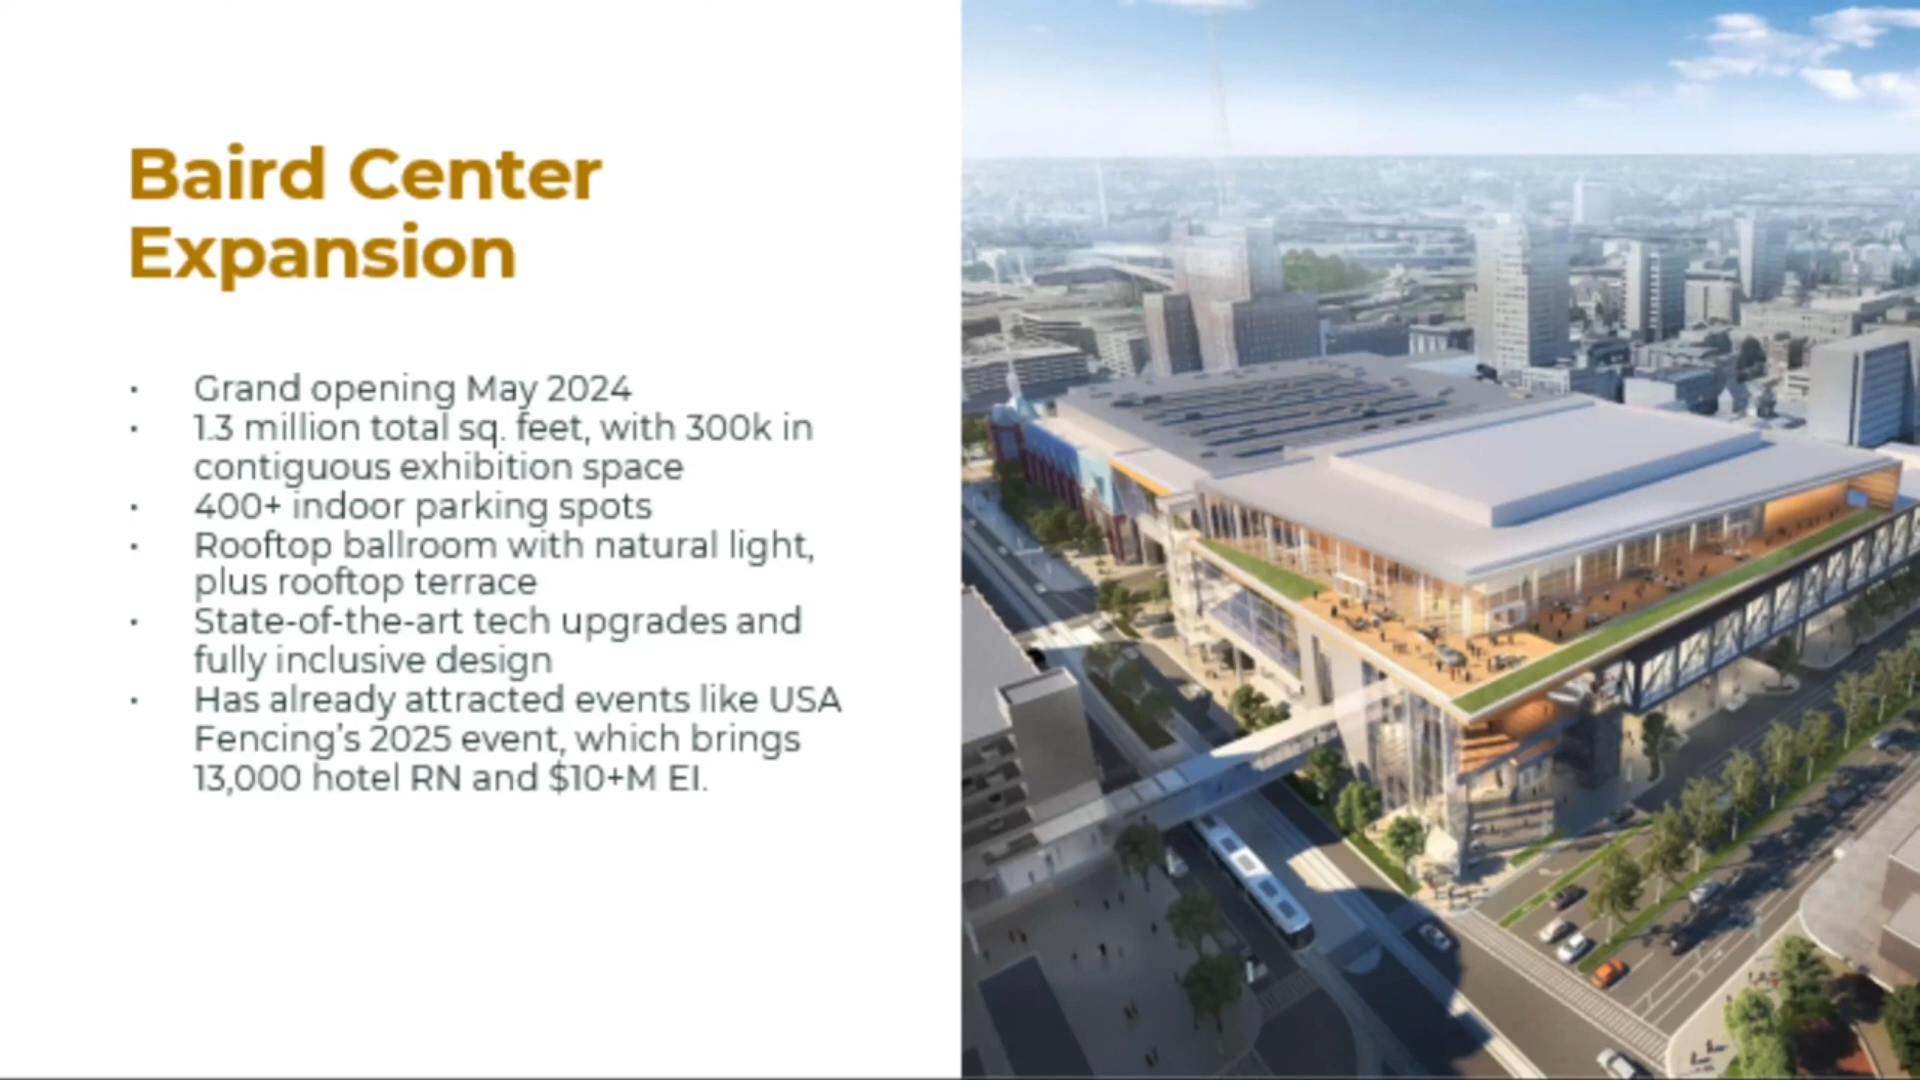 Baird Center
Expansion
• Grand opening May 2024
• 1.3 million total sq. feet, with 300k in
contiguous exhibition space
• 400+ indoor parking spots
• Rooftop ballroom with natural light,
plus rooftop terrace
• State-of-the-art tech upgrades and
fully inclusive design
• Has already attracted events like USA
Fencing’s 2025 event, which brings
13,000 hotel RN and $10+M EI.